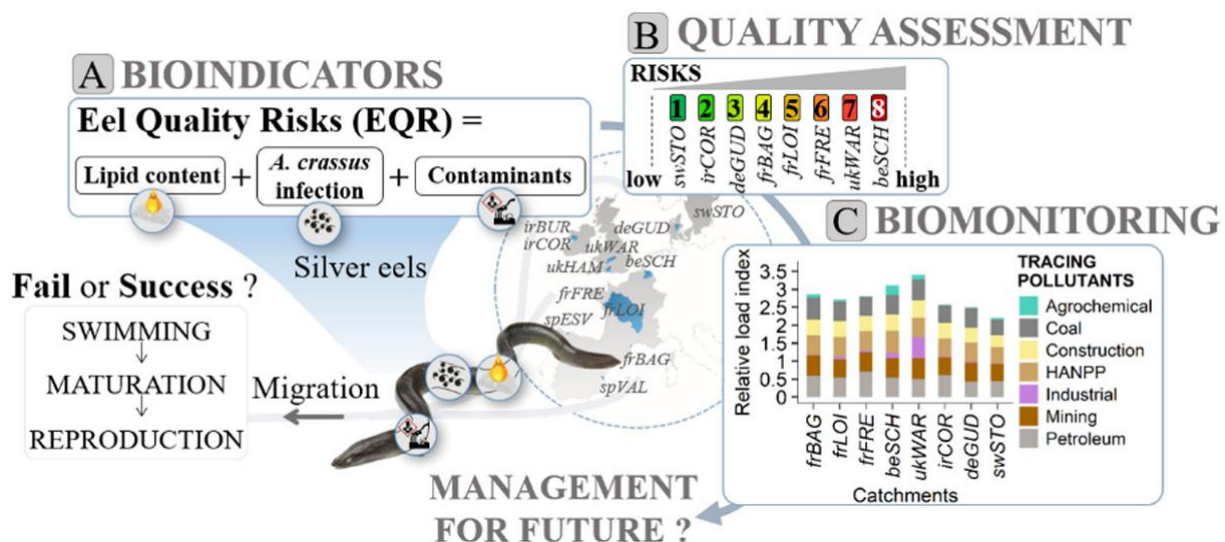 A BIOINDICATORS
Eel Quality Risks (EQR) =
Lipid content + A. crassus infection + Contaminants
Silver eels
Fail or Success ?
SWIMMING
MATURATION
REPRODUCTION
Migration
irBUR
irCOR
ukWAR
ukHAM
deGUD
swSTO
beSCH
frFRE
frLOI
spESV
frBAG
spVAL
B QUALITY ASSESSMENT
RISKS
1 2 3 4 5 6 7 8
low
swSTO
irCOR
deGUD
frBAG
frLOI
frFRE
ukWAR
beSCH
high
C BIOMONITORING
Relative load index
3.5
3
2.5
2
1.5
1
0.5
0
frBAG
frLOI
frFRE
beSCH
ukWAR
irCOR
deGUD
swSTO
Catchments
TRACING
POLLUTANTS
Agrochemical
Coal
Construction
HANPP
Industrial
Mining
Petroleum
MANAGEMENT
FOR FUTURE ?